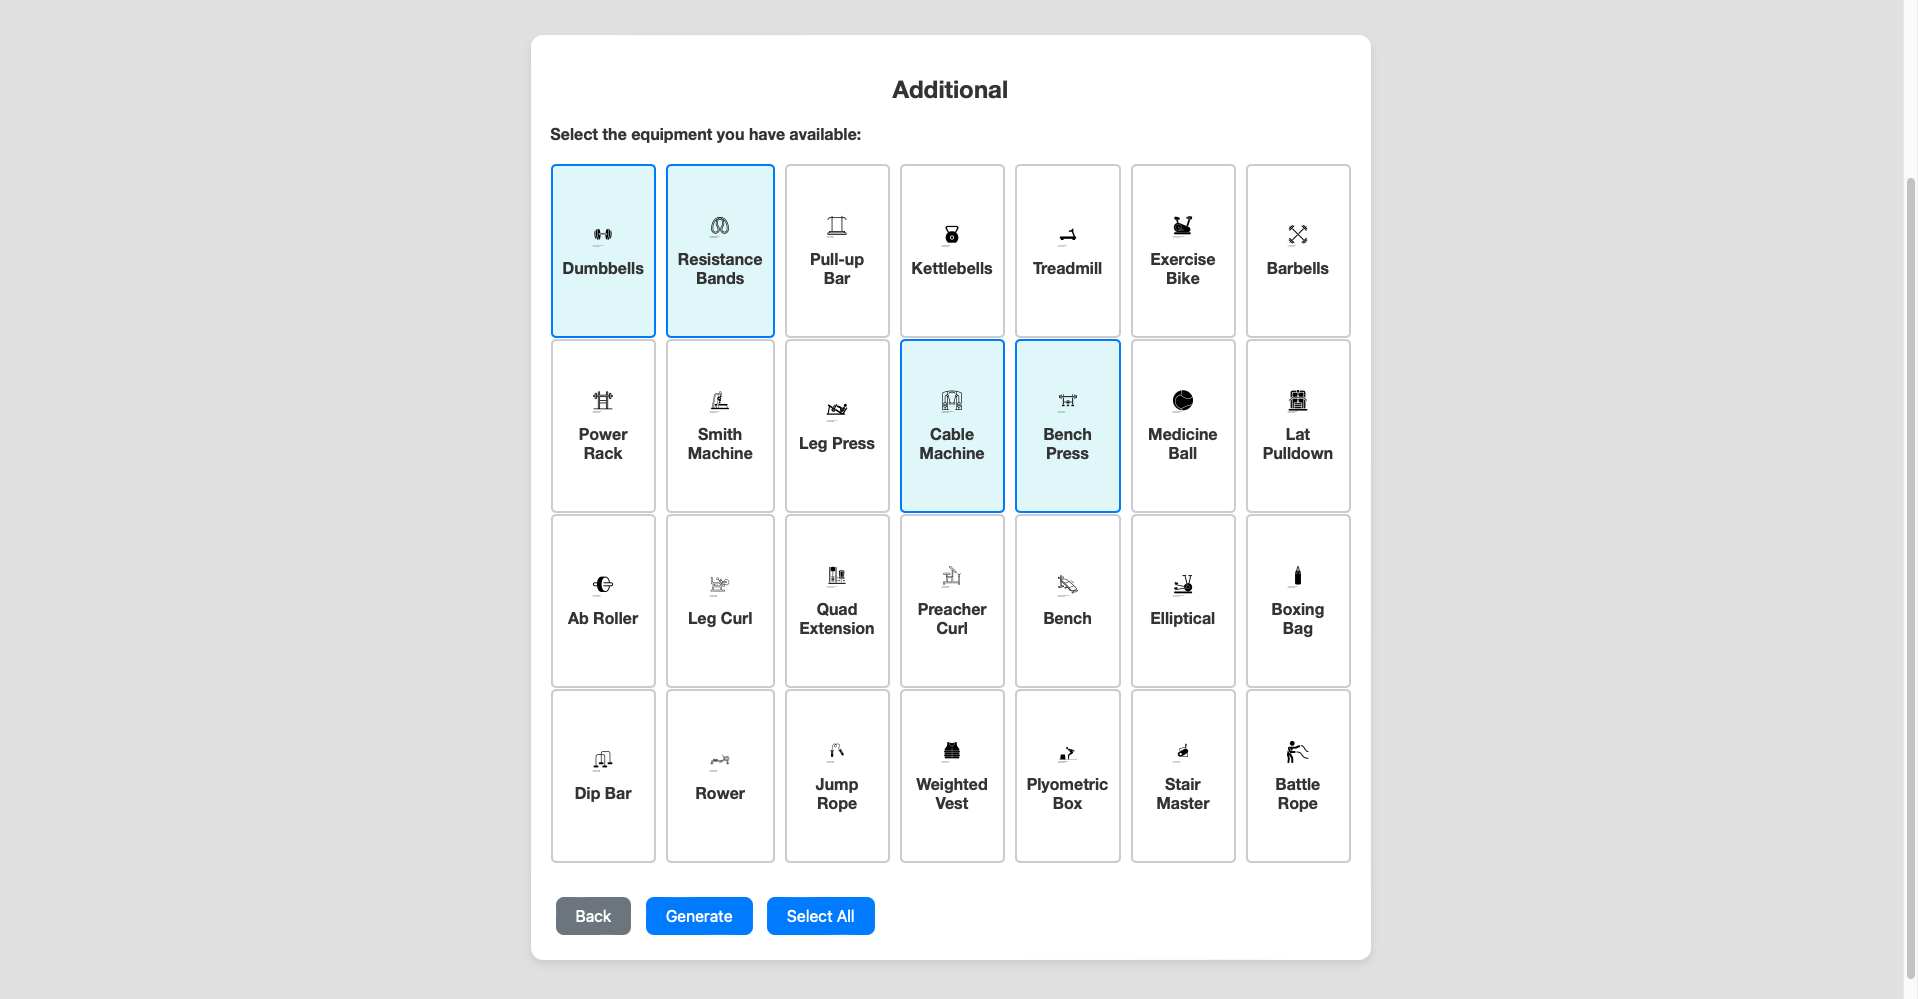 Additional
Select the equipment you have available:
Dumbbells
Resistance
Bands
Pull-up
Bar
Kettlebells
Treadmill
Exercise
Bike
Barbells
Power
Rack
Smith
Machine
Leg Press
Cable
Machine
Bench
Press
Medicine
Ball
Lat
Pulldown
Ab Roller
Leg Curl
Quad
Extension
Preacher
Curl
Bench
Elliptical
Boxing
Bag
Dip Bar
Rower
Jump
Rope
Weighted
Vest
Plyometric
Box
Stair
Master
Battle
Rope
Back
Generate
Select All